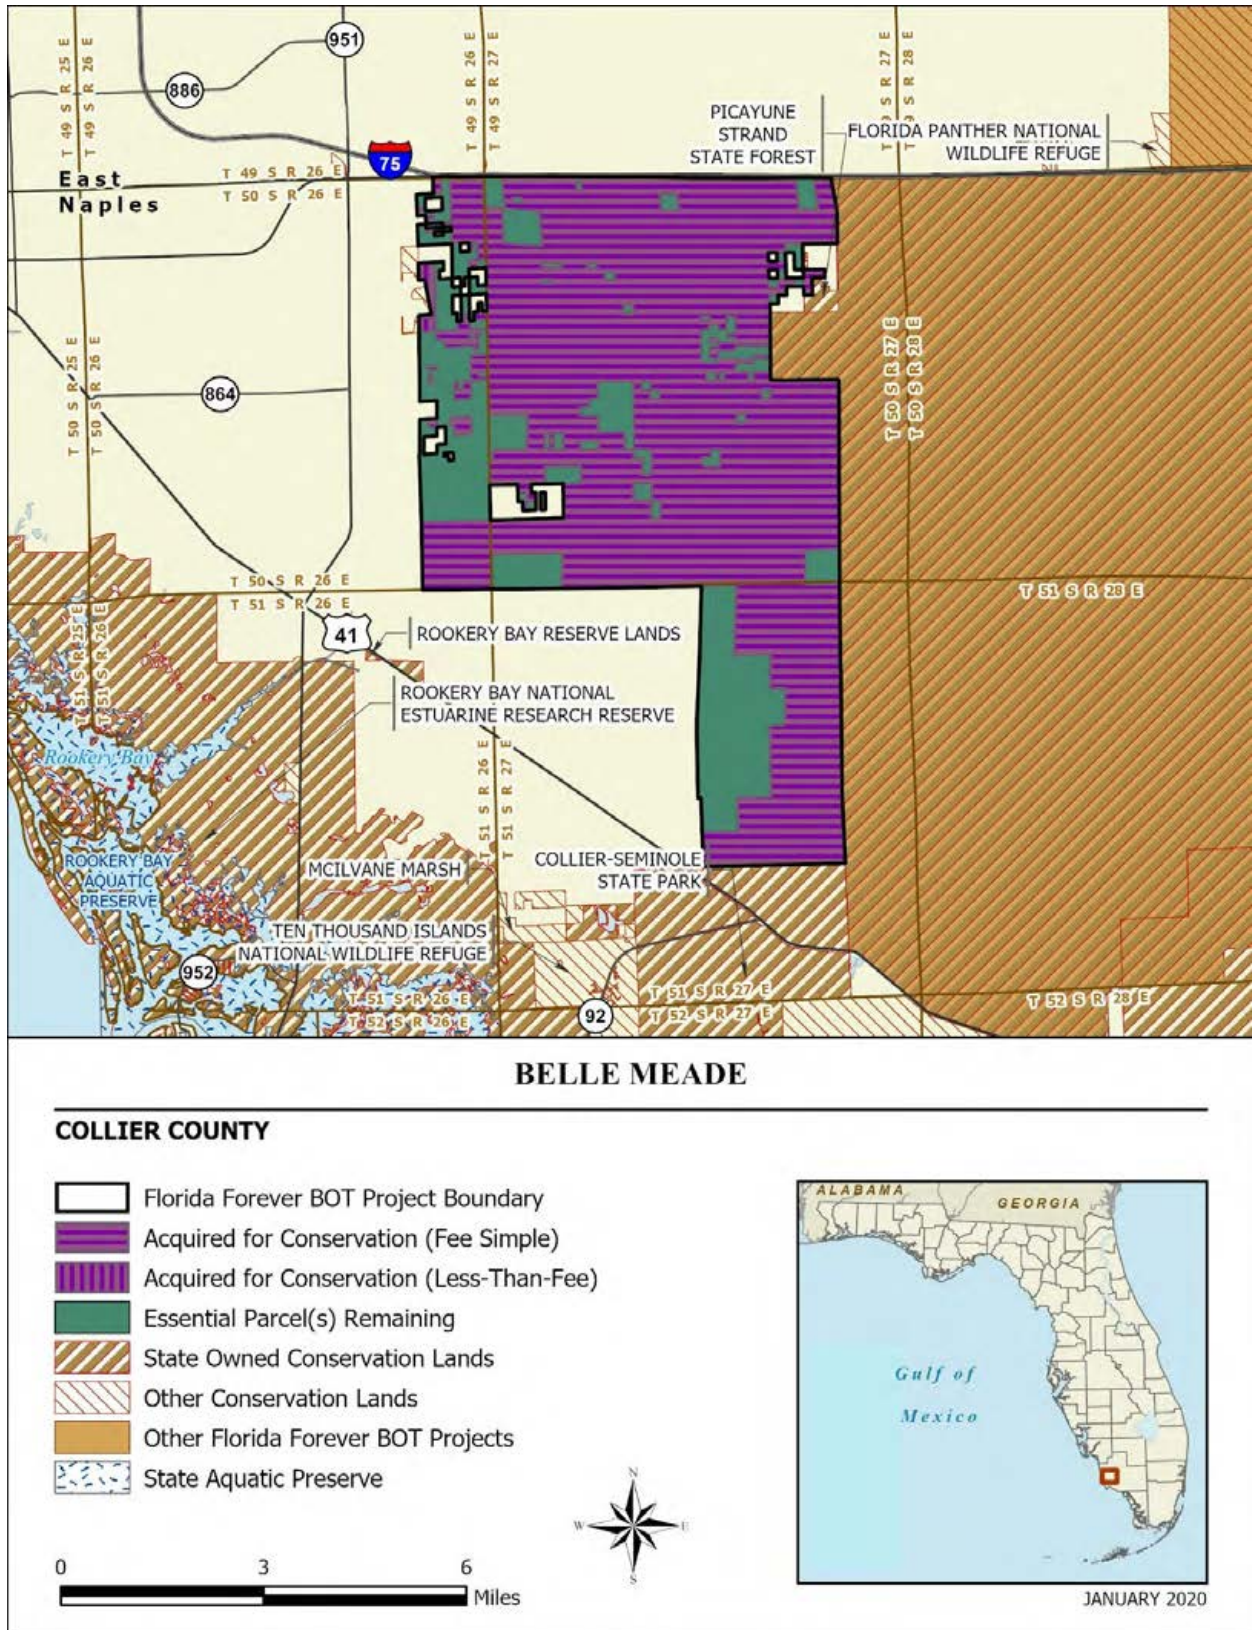 951
886
T 49 S R 25 E
T 49 S R 26 E
T 49 S R 26 E
T 49 S R 27 E
T 49 S R 27 E
T 49 S R 28 E
PICAYUNE
STRAND
STATE FOREST
FLORIDA PANTHER NATIONAL
WILDLIFE REFUGE
75
East
Naples
T 49 S R 26 E
T 50 S R 26 E
T 50 S R 25 E
T 50 S R 26 E
T 50 S R 27 E
T 50 S R 28 E
864
T 50 S R 26 E
T 51 S R 26 E
T 51 S R 28 E
41
ROOKERY BAY RESERVE LANDS
T 51 S R 25 E
T 51 S R 26 E
ROOKERY BAY NATIONAL
ESTUARINE RESEARCH RESERVE
Rookery Bay
T 51 S R 26 E
T 51 S R 27 E
ROOKERY BAY
AQUATIC
PRESERVE
MCILVANE MARSH
COLLIER-SEMINOLE
STATE PARK
TEN THOUSAND ISLANDS
NATIONAL WILDLIFE REFUGE
952
T 51 S R 26 E
T 52 S R 26 E
92
T 51 S R 27 E
T 52 S R 27 E
T 52 S R 28 E
BELLE MEADE
COLLIER COUNTY
Florida Forever BOT Project Boundary
Acquired for Conservation (Fee Simple)
Acquired for Conservation (Less-Than-Fee)
Essential Parcel(s) Remaining
State Owned Conservation Lands
Other Conservation Lands
Other Florida Forever BOT Projects
State Aquatic Preserve
N
W
E
S
0
3
6
Miles
ALABAMA
GEORGIA
Gulf of
Mexico
JANUARY 2020